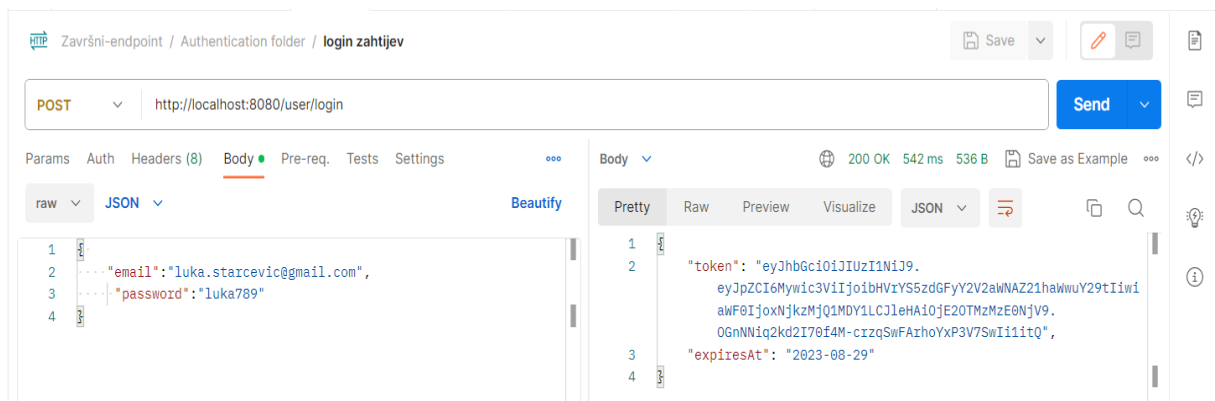 HTTP Završni-endpoint / Authentication folder / login zahtijev
Save
POST http://localhost:8080/user/login
Send
Params Auth Headers (8) Body Pre-req. Tests Settings
raw JSON
Beautify
1 {
2 "email":"luka.starcevic@gmail.com",
3 "password":"luka789"
4 }
Body 200 OK 542 ms 536 B Save as Example
Pretty Raw Preview Visualize JSON
1 {
2 "token": "eyJhbGciOiJIUzI1NiJ9.
eyJpZCI6Mywic3ViIjoibHVrYS5zdGFyY2V2aWNAZ21haWwuY29tIiwi
aWF0IjoxNjkzMjQ1MDY1LCJleHAiOjE2OTMzMzE0NjV9.
OGnNNiq2kd2I70f4M-crzqSwFArhoYxP3V7SwIi1itQ",
3 "expiresAt": "2023-08-29"
4 }